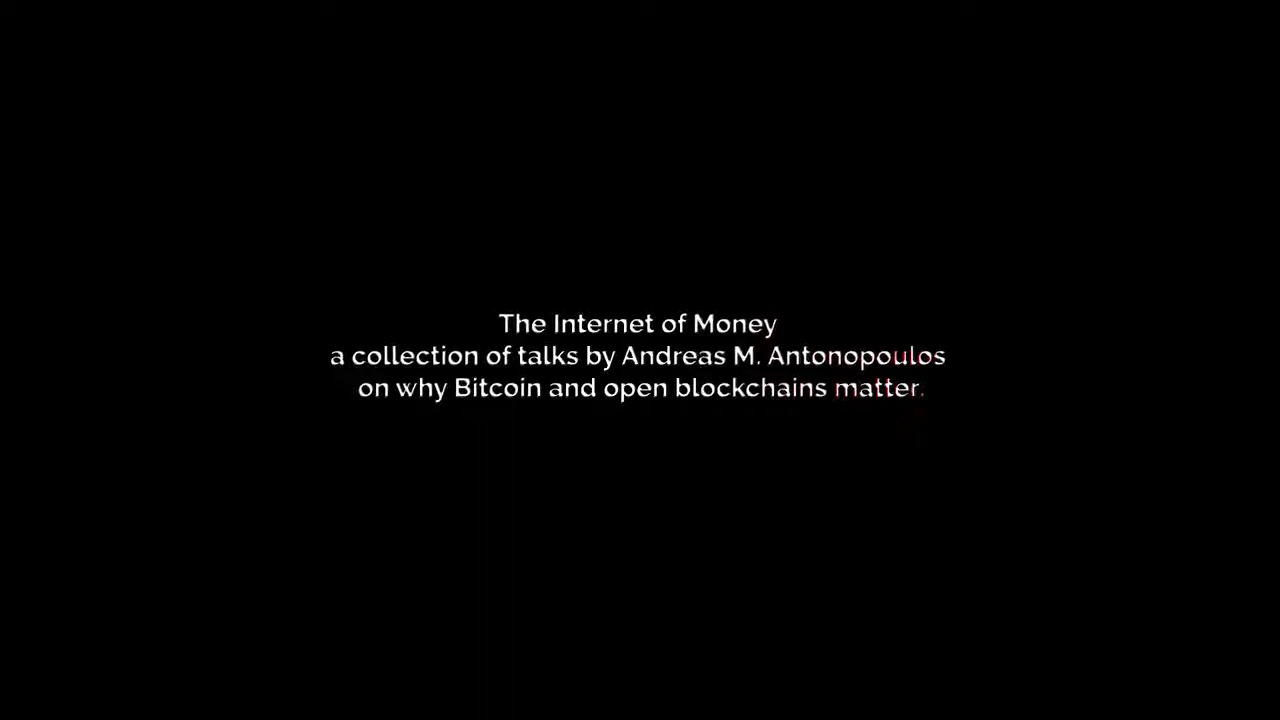 The Internet of Money
a collection of talks by Andreas M. Antonopoulos
on why Bitcoin and open blockchains matter.